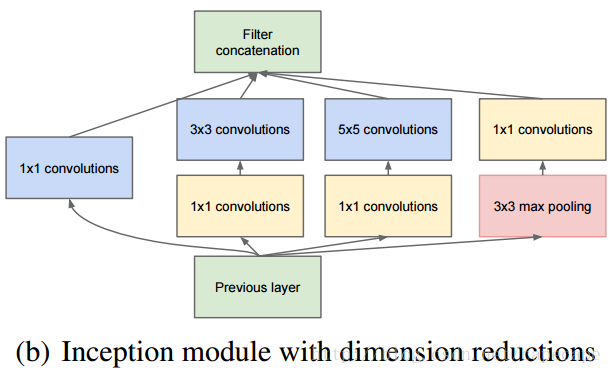 Filter
concatenation
3x3 convolutions
5x5 convolutions
1x1 convolutions
1x1 convolutions
1x1 convolutions
1x1 convolutions
3x3 max pooling
Previous layer
(b) Inception module with dimension reductions